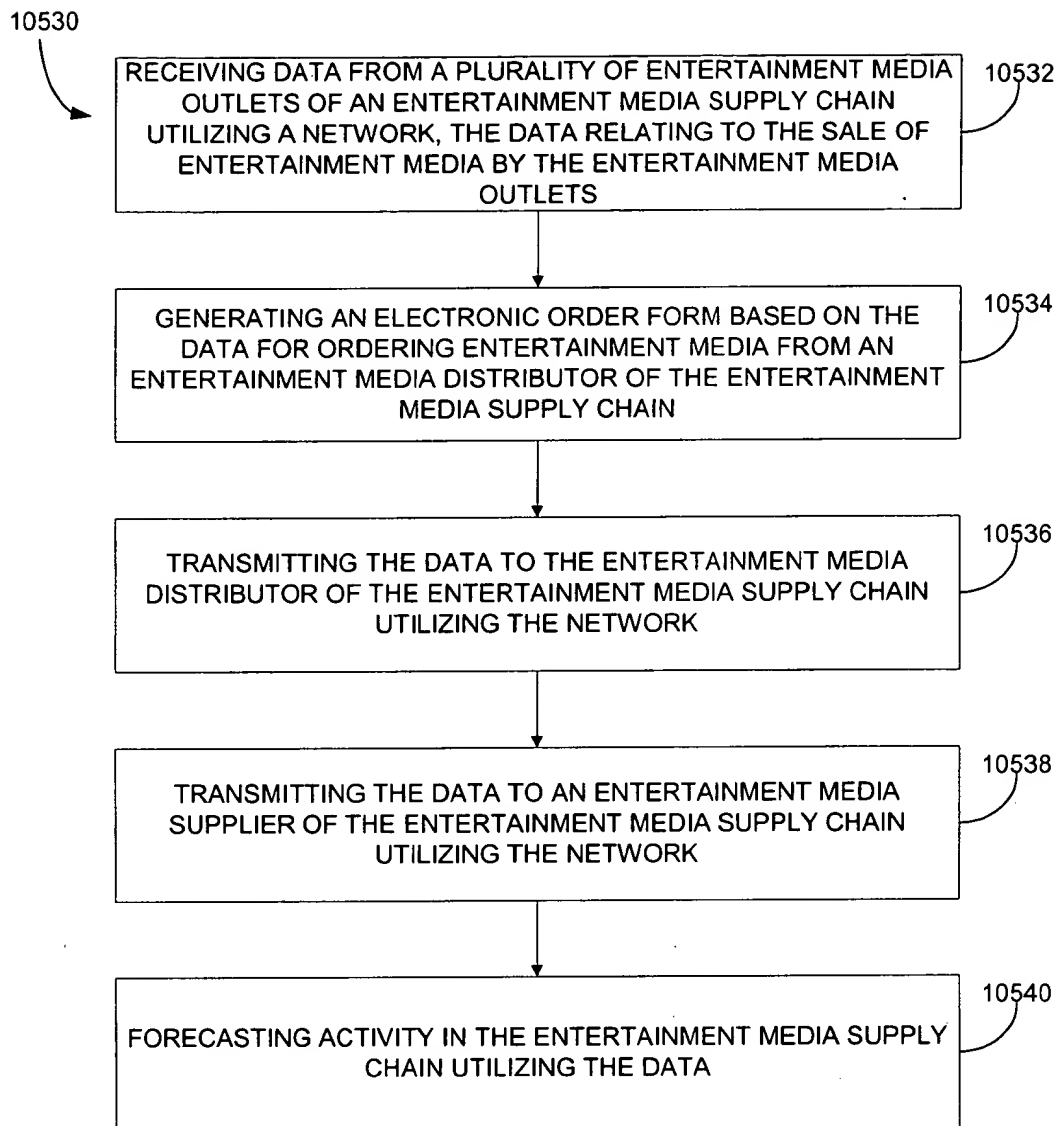 10530
RECEIVING DATA FROM A PLURALITY OF ENTERTAINMENT MEDIA
OUTLETS OF AN ENTERTAINMENT MEDIA SUPPLY CHAIN
UTILIZING A NETWORK, THE DATA RELATING TO THE SALE OF
ENTERTAINMENT MEDIA BY THE ENTERTAINMENT MEDIA
OUTLETS
10532
GENERATING AN ELECTRONIC ORDER FORM BASED ON THE
DATA FOR ORDERING ENTERTAINMENT MEDIA FROM AN
ENTERTAINMENT MEDIA DISTRIBUTOR OF THE ENTERTAINMENT
MEDIA SUPPLY CHAIN
10534
TRANSMITTING THE DATA TO THE ENTERTAINMENT MEDIA
DISTRIBUTOR OF THE ENTERTAINMENT MEDIA SUPPLY CHAIN
UTILIZING THE NETWORK
10536
TRANSMITTING THE DATA TO AN ENTERTAINMENT MEDIA
SUPPLIER OF THE ENTERTAINMENT MEDIA SUPPLY CHAIN
UTILIZING THE NETWORK
10538
FORECASTING ACTIVITY IN THE ENTERTAINMENT MEDIA SUPPLY
CHAIN UTILIZING THE DATA
10540